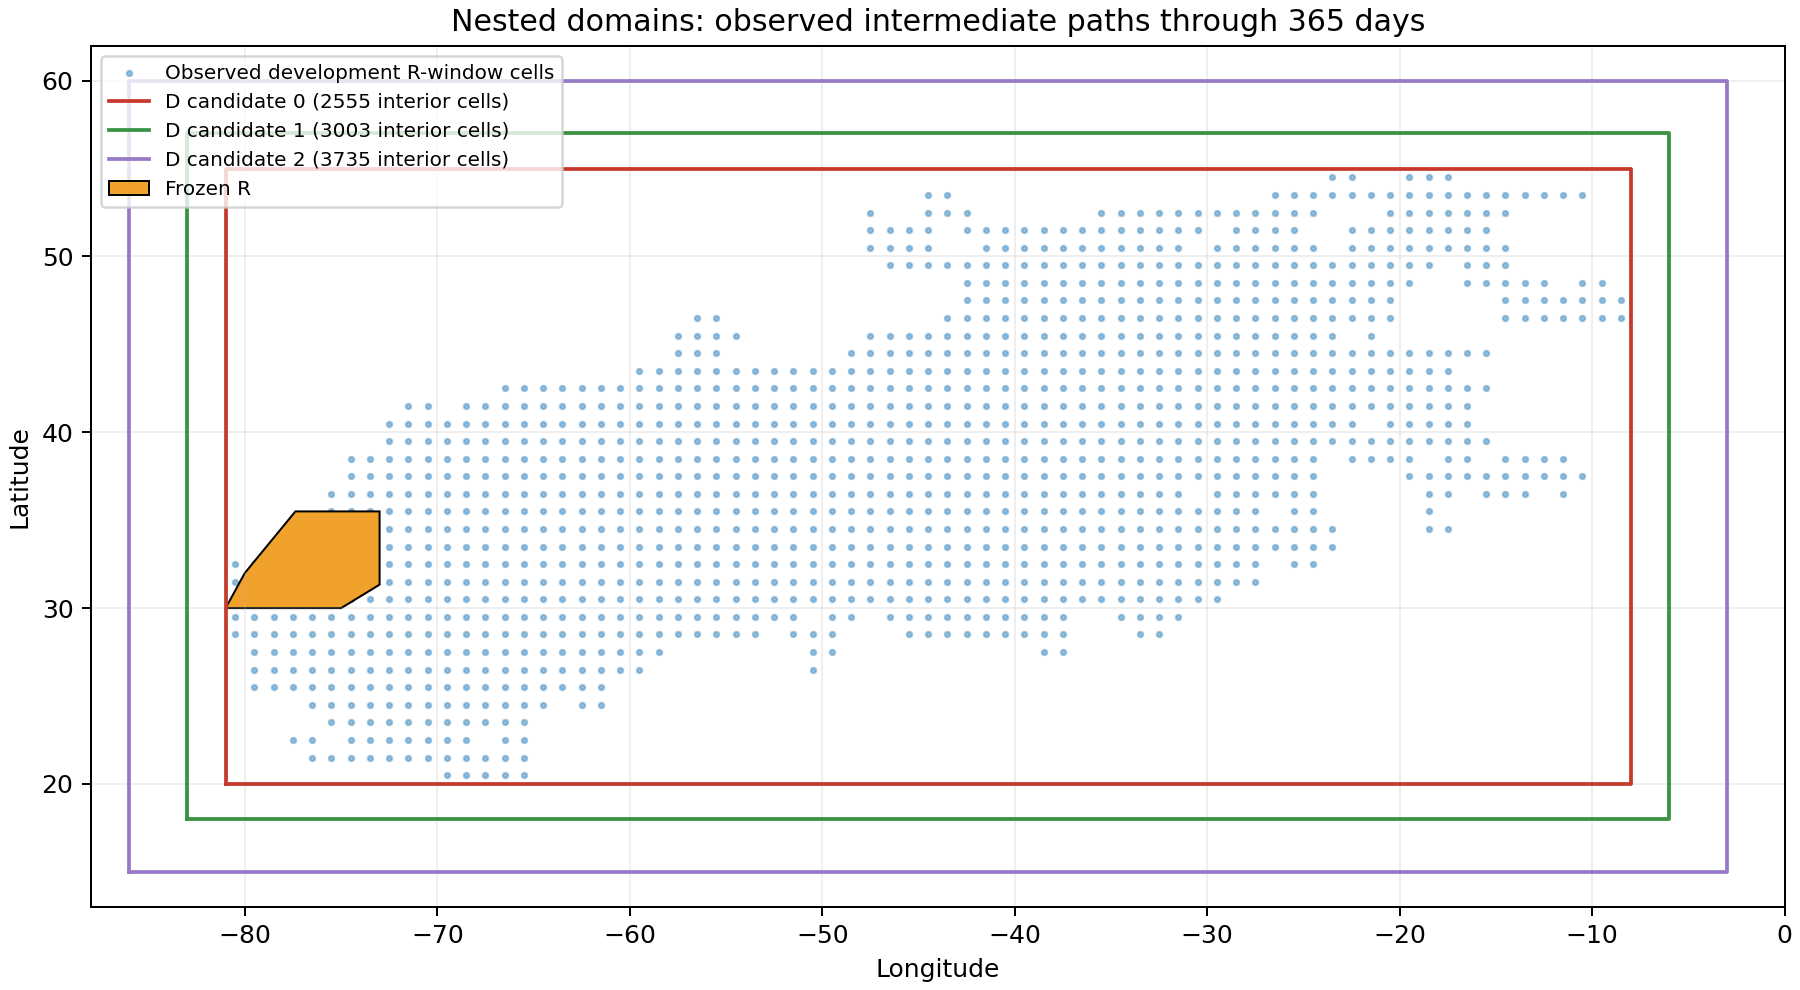 Nested domains: observed intermediate paths through 365 days
Observed development R-window cells
D candidate 0 (2555 interior cells)
D candidate 1 (3003 interior cells)
D candidate 2 (3735 interior cells)
Frozen R
60
50
40
30
20
Latitude
−80 −70 −60 −50 −40 −30 −20 −10 0
Longitude